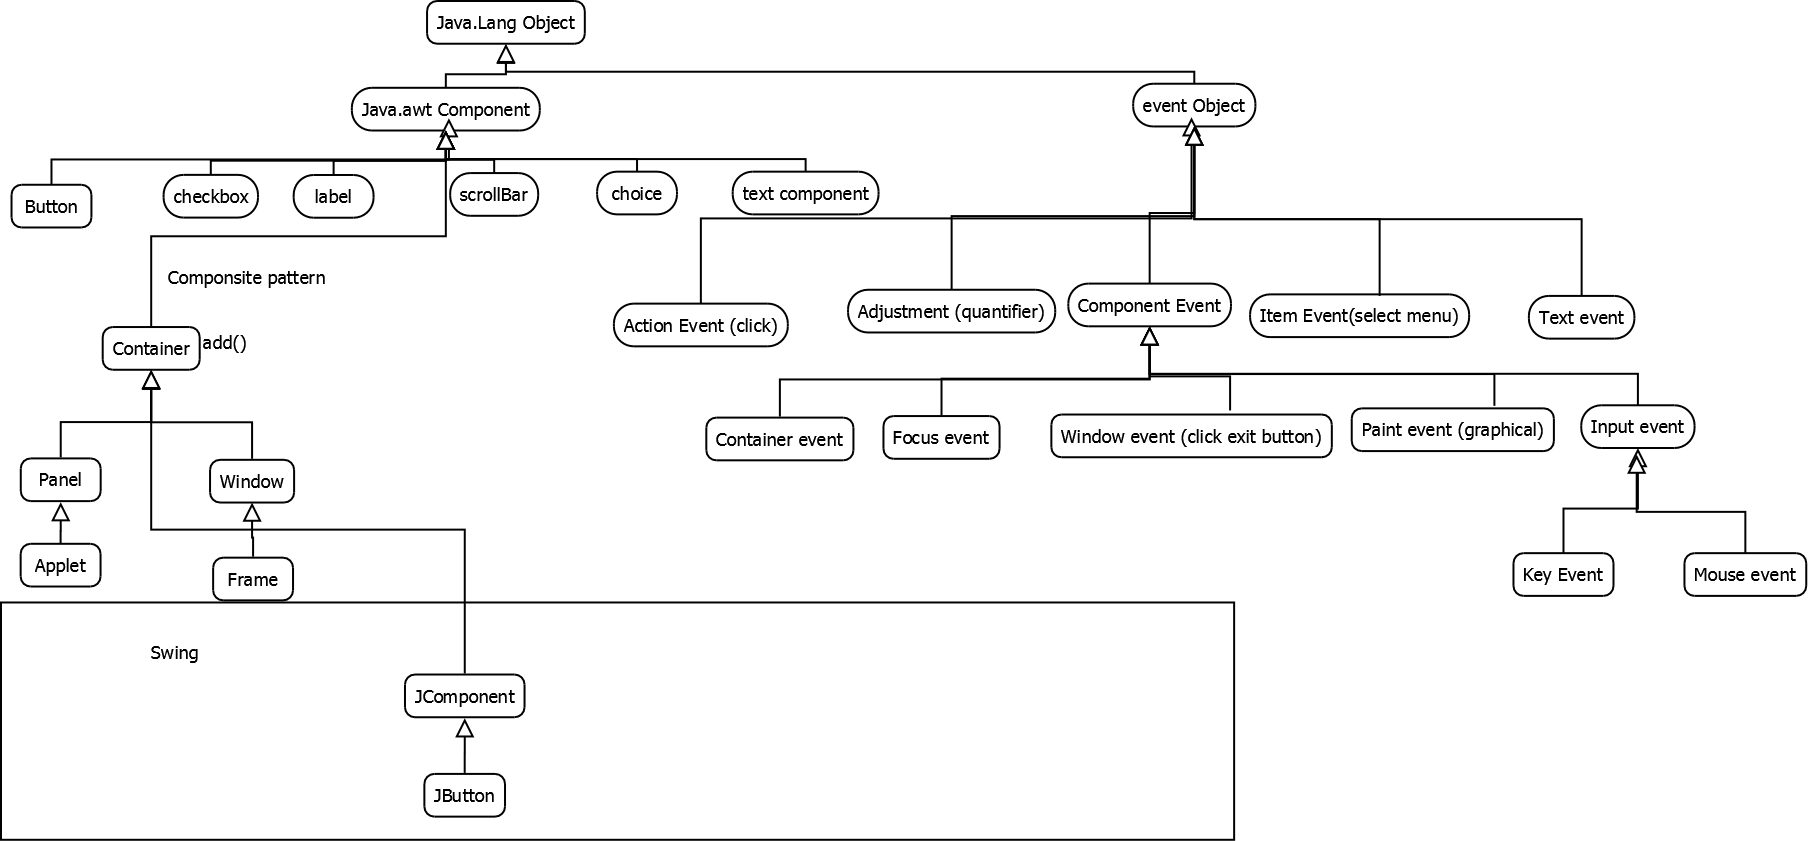 Java.Lang Object
Java.awt Component
event Object
Button
checkbox
label
scrollBar
choice
text component
Componsite pattern
Container
add()
Action Event (click)
Adjustment (quantifier)
Component Event
Item Event(select menu)
Text event
Container event
Focus event
Window event (click exit button)
Paint event (graphical)
Input event
Panel
Window
Applet
Frame
Key Event
Mouse event
Swing
JComponent
JButton